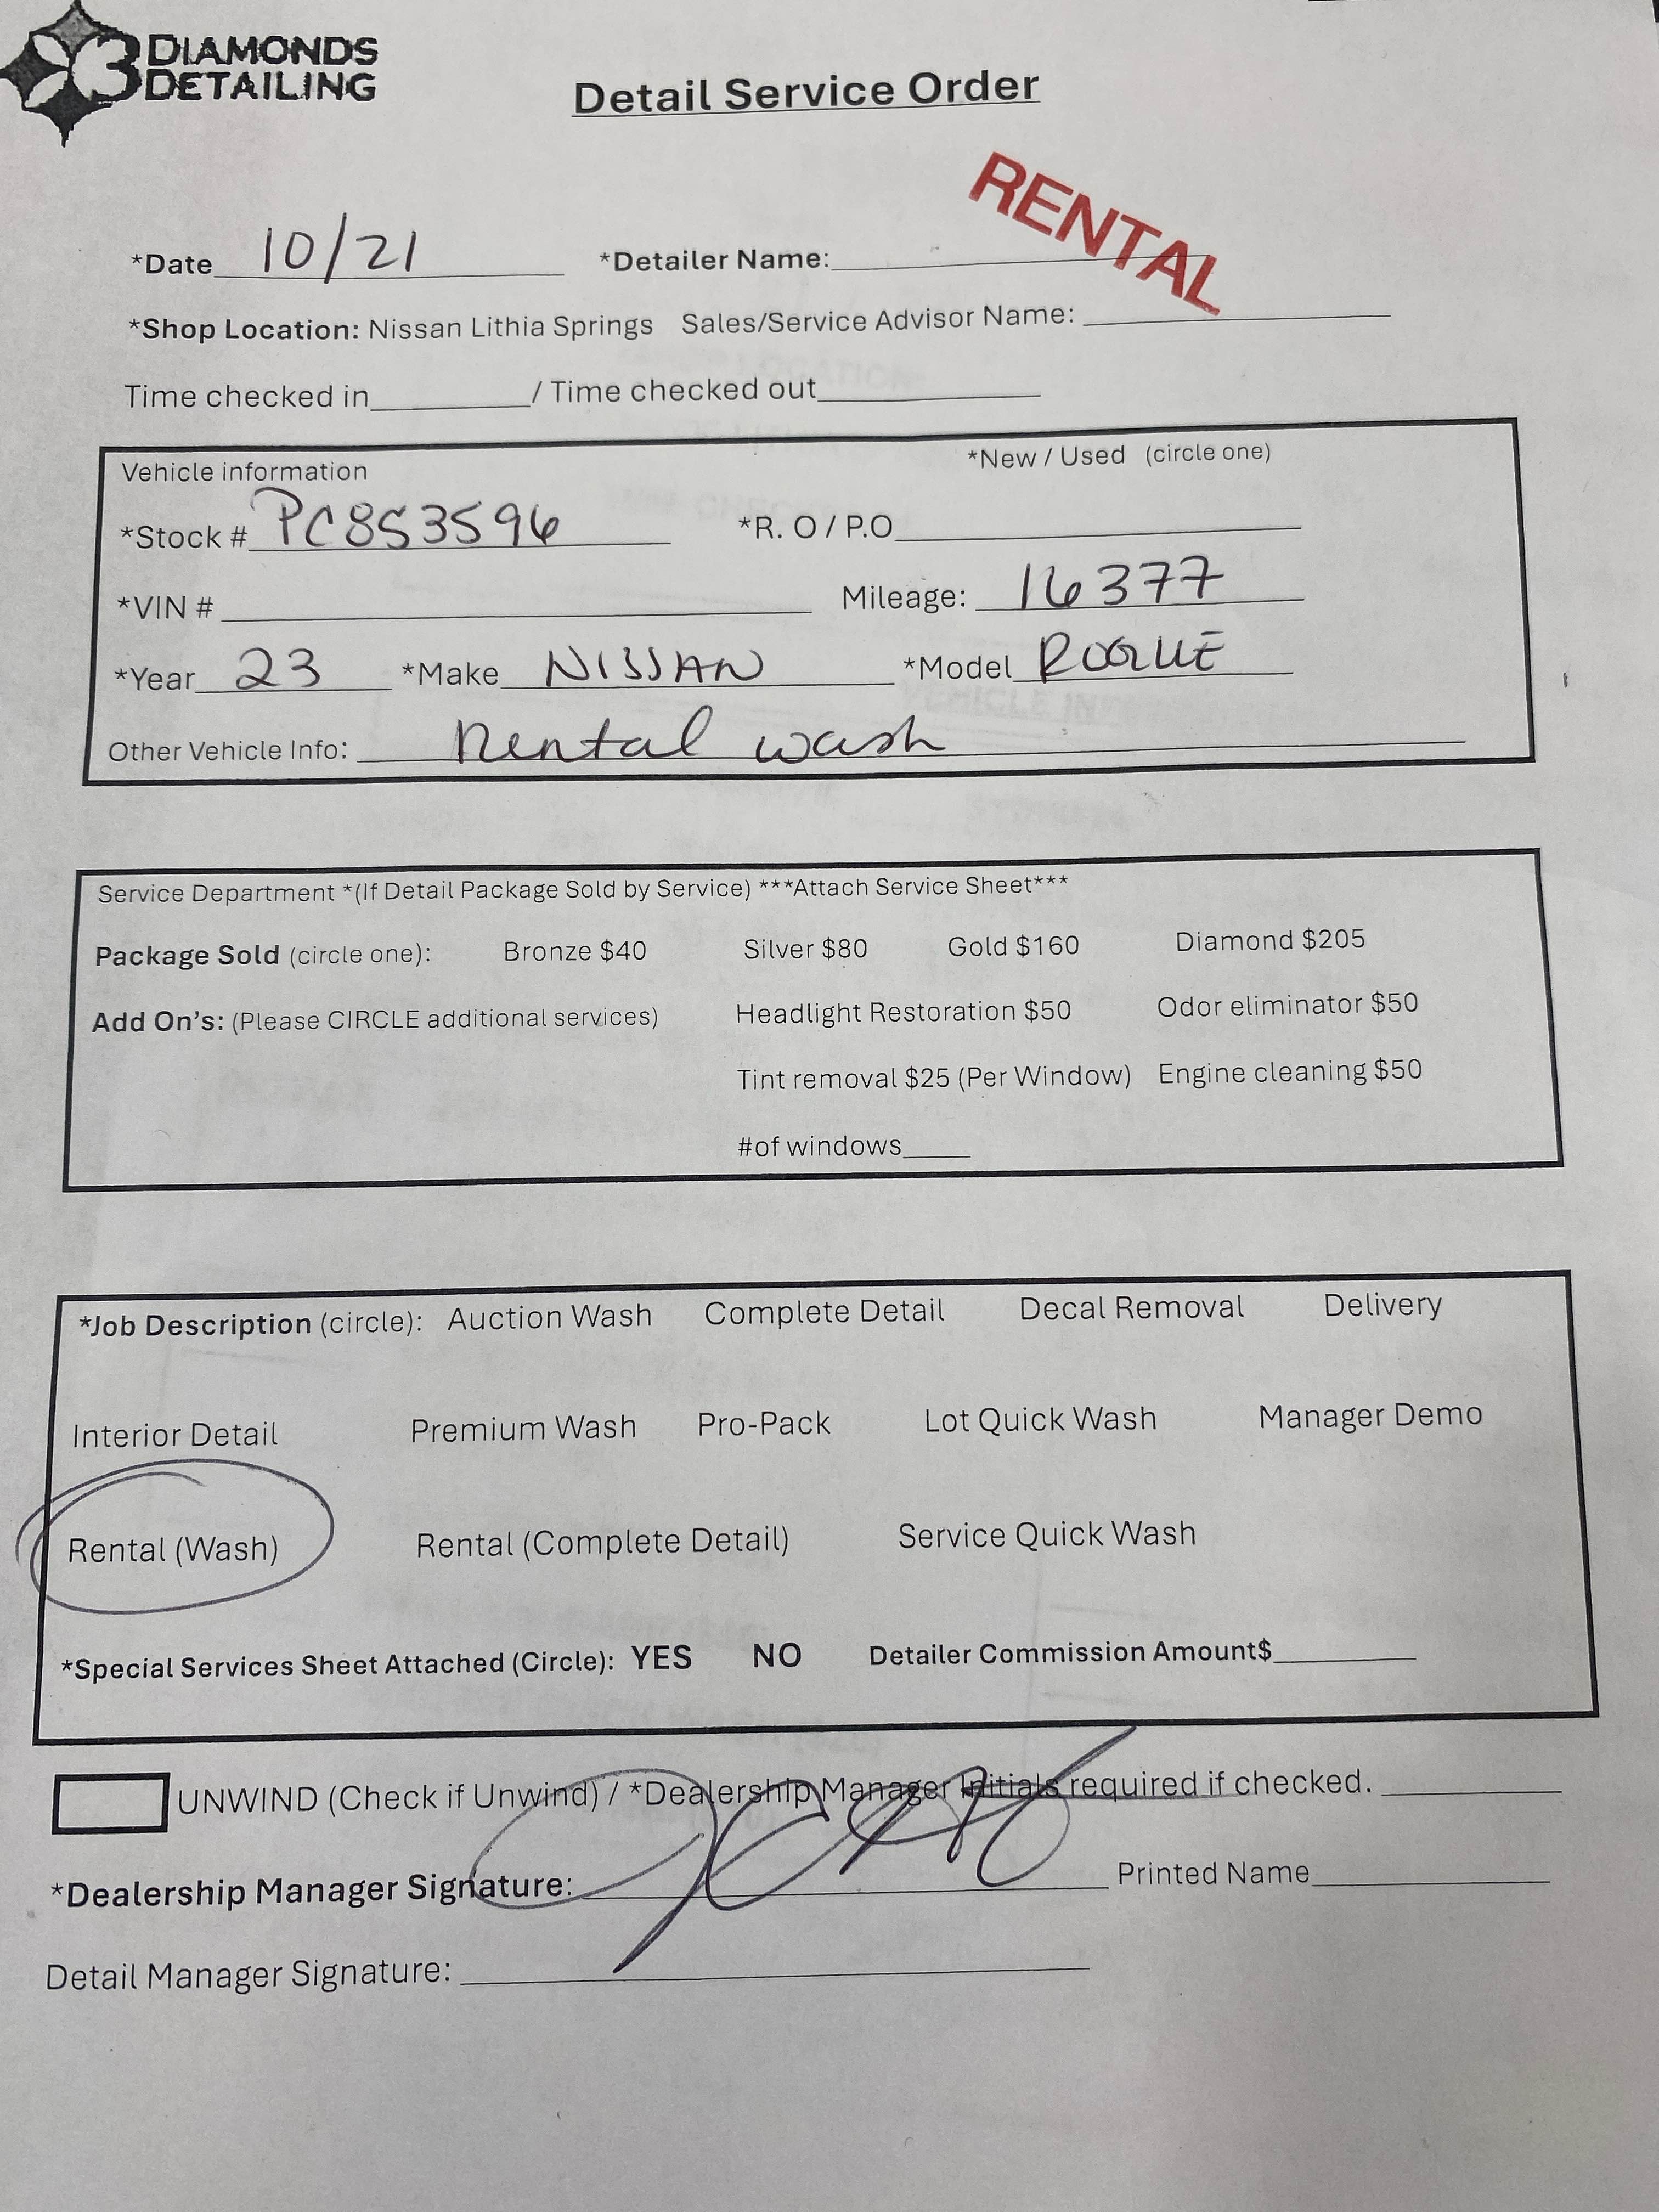 3 DIAMONDS
DETAILING
Detail Service Order
RENTAL
*Date 10/21 *Detailer Name:
*Shop Location: Nissan Lithia Springs Sales/Service Advisor Name:
Time checked in / Time checked out
Vehicle information *New / Used (circle one)
*Stock # PC853596 *R. O / P.O
*VIN # Mileage: 16377
*Year 23 *Make NISSAN *Model ROGUE
Other Vehicle Info: Rental wash
Service Department *(If Detail Package Sold by Service) ***Attach Service Sheet***
Package Sold (circle one): Bronze $40 Silver $80 Gold $160 Diamond $205
Add On's: (Please CIRCLE additional services) Headlight Restoration $50 Odor eliminator $50
Tint removal $25 (Per Window) Engine cleaning $50
#of windows
*Job Description (circle): Auction Wash Complete Detail Decal Removal Delivery
Interior Detail Premium Wash Pro-Pack Lot Quick Wash Manager Demo
Rental (Wash) Rental (Complete Detail) Service Quick Wash
*Special Services Sheet Attached (Circle): YES NO Detailer Commission Amount$
UNWIND (Check if Unwind) / *Dealership Manager Initials required if checked.
*Dealership Manager Signature: Printed Name
Detail Manager Signature: